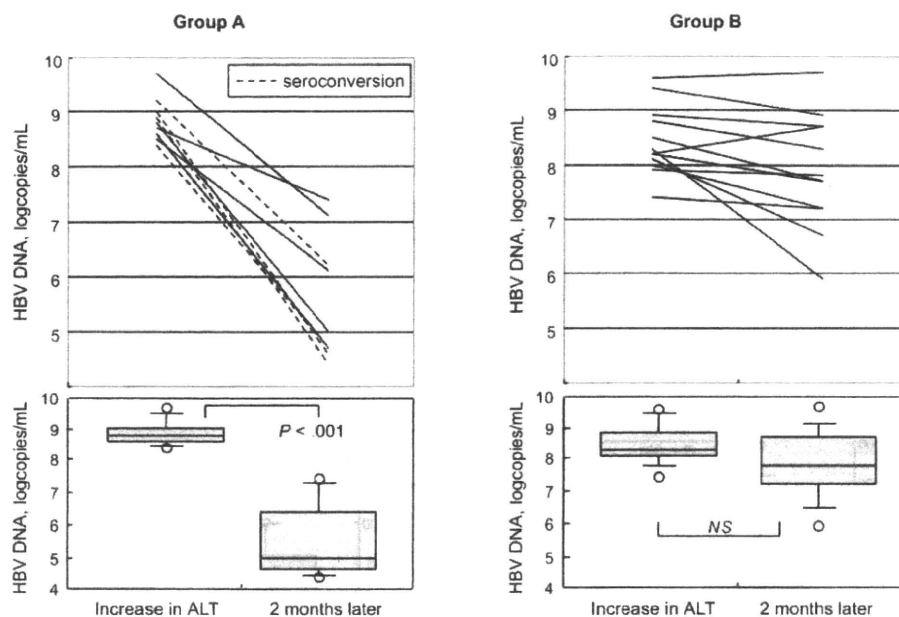 Group A
Group B
10
9
8
7
6
5
HBV DNA, logcopies/mL
seroconversion
10
9
8
7
6
5
HBV DNA, logcopies/mL
10
9
8
7
6
5
4
HBV DNA, logcopies/mL
P < .001
Increase in ALT
2 months later
10
9
8
7
6
5
4
HBV DNA, logcopies/mL
NS
Increase in ALT
2 months later